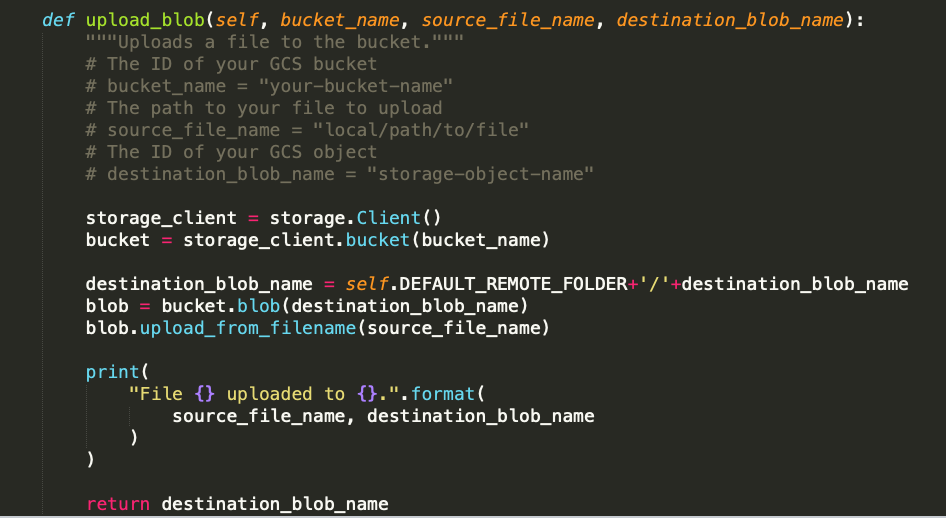 def upload_blob(self, bucket_name, source_file_name, destination_blob_name):
"""Uploads a file to the bucket."""
# The ID of your GCS bucket
# bucket_name = "your-bucket-name"
# The path to your file to upload
# source_file_name = "local/path/to/file"
# The ID of your GCS object
# destination_blob_name = "storage-object-name"
storage_client = storage.Client()
bucket = storage_client.bucket(bucket_name)
destination_blob_name = self.DEFAULT_REMOTE_FOLDER+'/'+destination_blob_name
blob = bucket.blob(destination_blob_name)
blob.upload_from_filename(source_file_name)
print(
"File {} uploaded to {}.".format(
source_file_name, destination_blob_name
)
)
return destination_blob_name